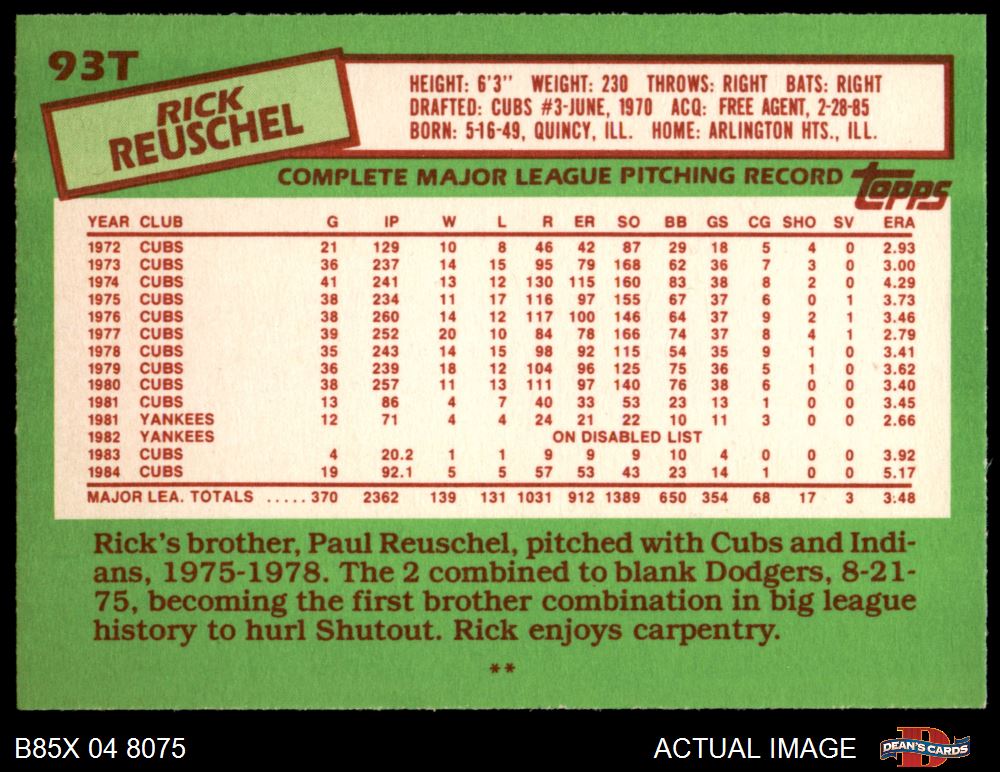 93T
RICK
REUSCHEL
HEIGHT: 6'3" WEIGHT: 230 THROWS: RIGHT BATS: RIGHT
DRAFTED: CUBS #3-JUNE, 1970 ACQ: FREE AGENT, 2-28-85
BORN: 5-16-49, QUINCY, ILL. HOME: ARLINGTON HTS., ILL.
COMPLETE MAJOR LEAGUE PITCHING RECORD topps
YEAR CLUB G IP W L R ER SO BB GS CG SHO SV ERA
1972 CUBS 21 129 10 8 46 42 87 29 18 5 4 0 2.93
1973 CUBS 36 237 14 15 95 79 168 62 36 7 3 0 3.00
1974 CUBS 41 241 13 12 130 115 160 83 38 8 2 0 4.29
1975 CUBS 38 234 11 17 116 97 155 67 37 6 0 1 3.73
1976 CUBS 38 260 14 12 117 100 146 64 37 9 2 1 3.46
1977 CUBS 39 252 20 10 84 78 166 74 37 8 4 1 2.79
1978 CUBS 35 243 14 15 98 92 115 54 35 9 1 0 3.41
1979 CUBS 36 239 18 12 104 96 125 75 36 5 1 0 3.62
1980 CUBS 38 257 11 13 111 97 140 76 38 6 0 0 3.40
1981 CUBS 13 86 4 7 40 33 53 23 13 1 0 0 3.45
1981 YANKEES 12 71 4 4 24 21 22 10 11 3 0 0 2.66
1982 YANKEES ON DISABLED LIST
1983 CUBS 4 20.2 1 1 9 9 9 10 4 0 0 0 3.92
1984 CUBS 19 92.1 5 5 57 53 43 23 14 1 0 0 5.17
MAJOR LEA. TOTALS ..... 370 2362 139 131 1031 912 1389 650 354 68 17 3 3.48
Rick's brother, Paul Reuschel, pitched with Cubs and Indi-
ans, 1975-1978. The 2 combined to blank Dodgers, 8-21-
75, becoming the first brother combination in big league
history to hurl Shutout. Rick enjoys carpentry.
**
B85X 04 8075 ACTUAL IMAGE D DEAN'S CARDS